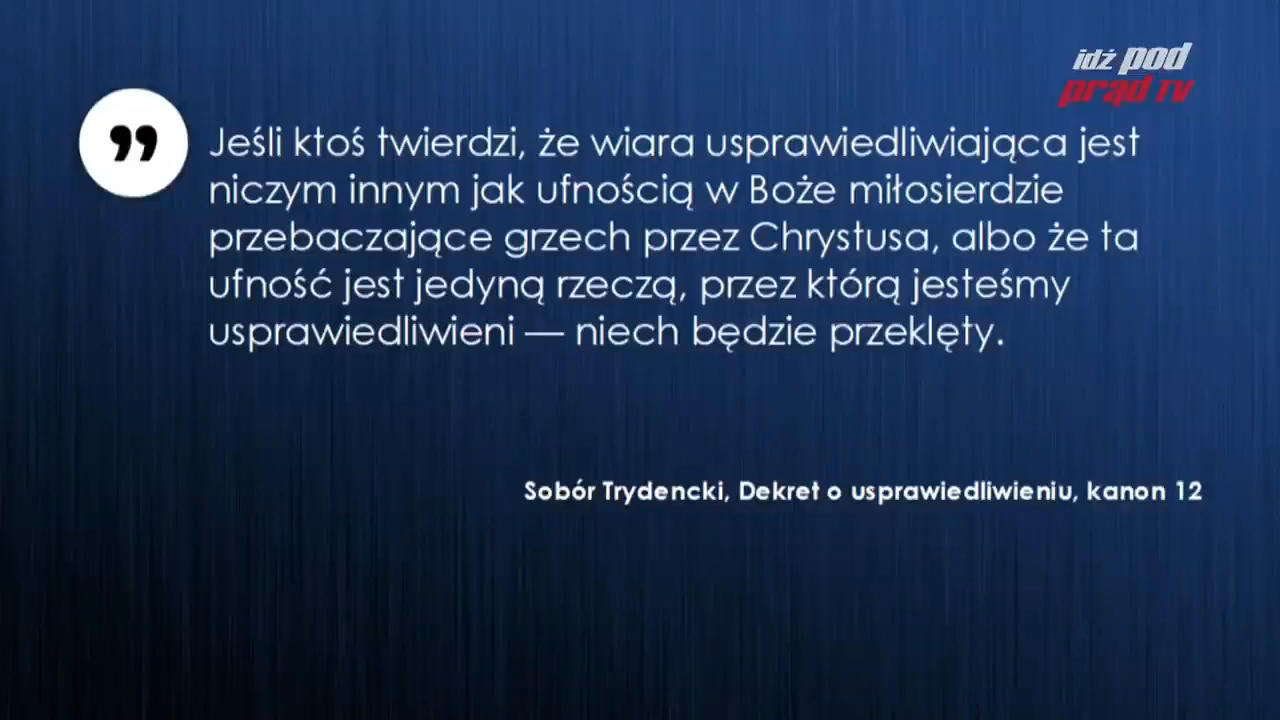 idź pod
prąd TV
” Jeśli ktoś twierdzi, że wiara usprawiedliwiająca jest
niczym innym jak ufnością w Boże miłosierdzie
przebaczające grzech przez Chrystusa, albo że ta
ufność jest jedyną rzeczą, przez którą jesteśmy
usprawiedliwieni — niech będzie przeklęty.
Sobór Trydencki, Dekret o usprawiedliwieniu, kanon 12